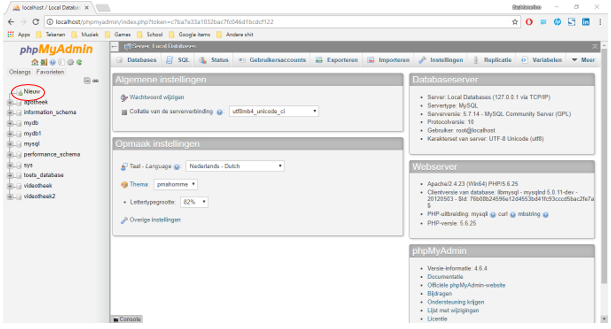 localhost / Local Databas
localhost/phpmyadmin/index.php?token=c7ba7e33a1032bac7fc046d1bcdcf122
Apps Tekenen Muziek Games School Google items Andere shit
phpMyAdmin
Onlangs Favorieten
Nieuw
apotheek
information_schema
mydb
mydb1
mysql
performance_schema
sys
tests_database
videotheek
videotheek2
Server: Local Databases
Databases SQL Status Gebruikersaccounts Exporteren Importeren Instellingen Replicatie Variabelen Meer
Algemene instellingen
Wachtwoord wijzigen
Collatie van de serververbinding utf8mb4_unicode_ci
Opmaak instellingen
Taal - Language Nederlands - Dutch
Thema: pmahomme
Lettertypegrootte: 82%
Overige instellingen
Databaseserver
Server: Local Databases (127.0.0.1 via TCP/IP)
Servertype: MySQL
Serverversie: 5.7.14 - MySQL Community Server (GPL)
Protocolversie: 10
Gebruiker: root@localhost
Karakterset van server: UTF-8 Unicode (utf8)
Webserver
Apache/2.4.23 (Win64) PHP/5.6.25
Clientversie van database: libmysql - mysqlnd 5.0.11-dev -
PHP-uitbreiding: mysqli curl mbstring
PHP-versie: 5.6.25
phpMyAdmin
Versie-informatie: 4.6.4
Documentatie
Officiële phpMyAdmin-website
Bijdragen
Ondersteuning krijgen
Lijst met wijzigingen
Licentie
Console